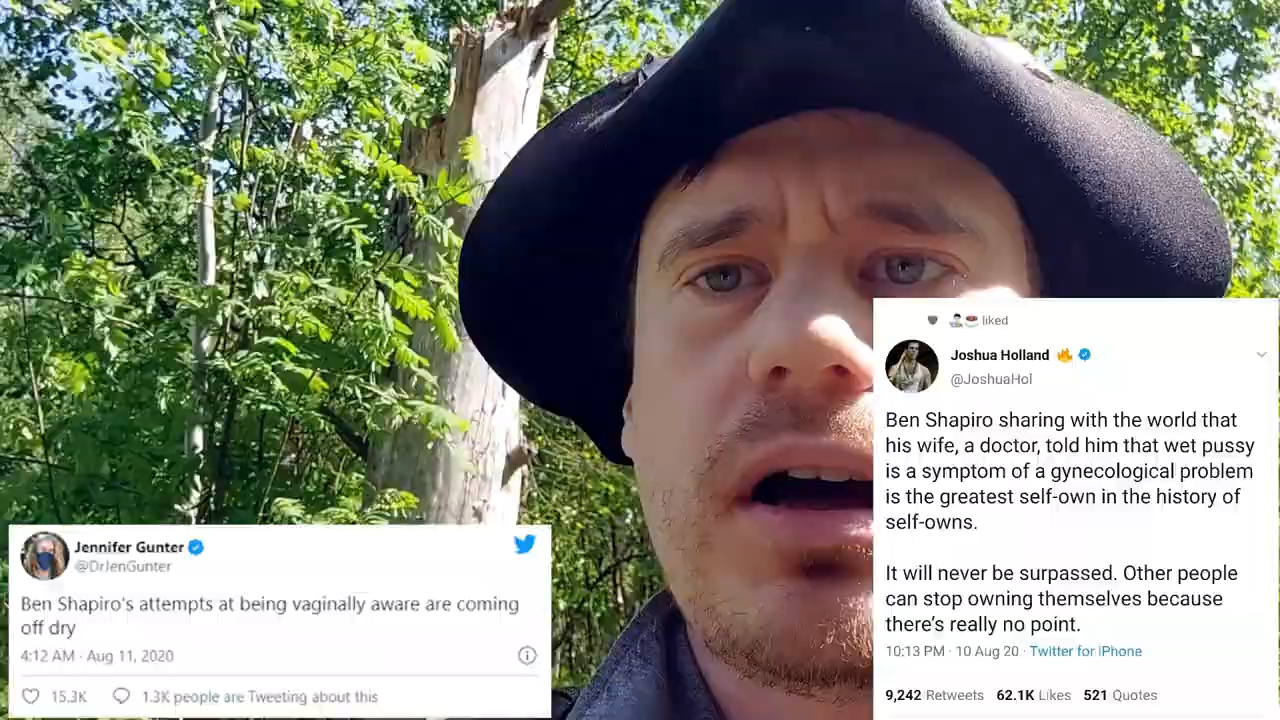 liked
Joshua Holland
@JoshuaHol
Ben Shapiro sharing with the world that
his wife, a doctor, told him that wet pussy
is a symptom of a gynecological problem
is the greatest self-own in the history of
self-owns.
It will never be surpassed. Other people
can stop owning themselves because
there's really no point.
10:13 PM · 10 Aug 20 · Twitter for iPhone
9,242 Retweets 62.1K Likes 521 Quotes
Jennifer Gunter
@DrJenGunter
Ben Shapiro's attempts at being vaginally aware are coming
off dry
4:12 AM · Aug 11, 2020
15.3K 1.3K people are Tweeting about this